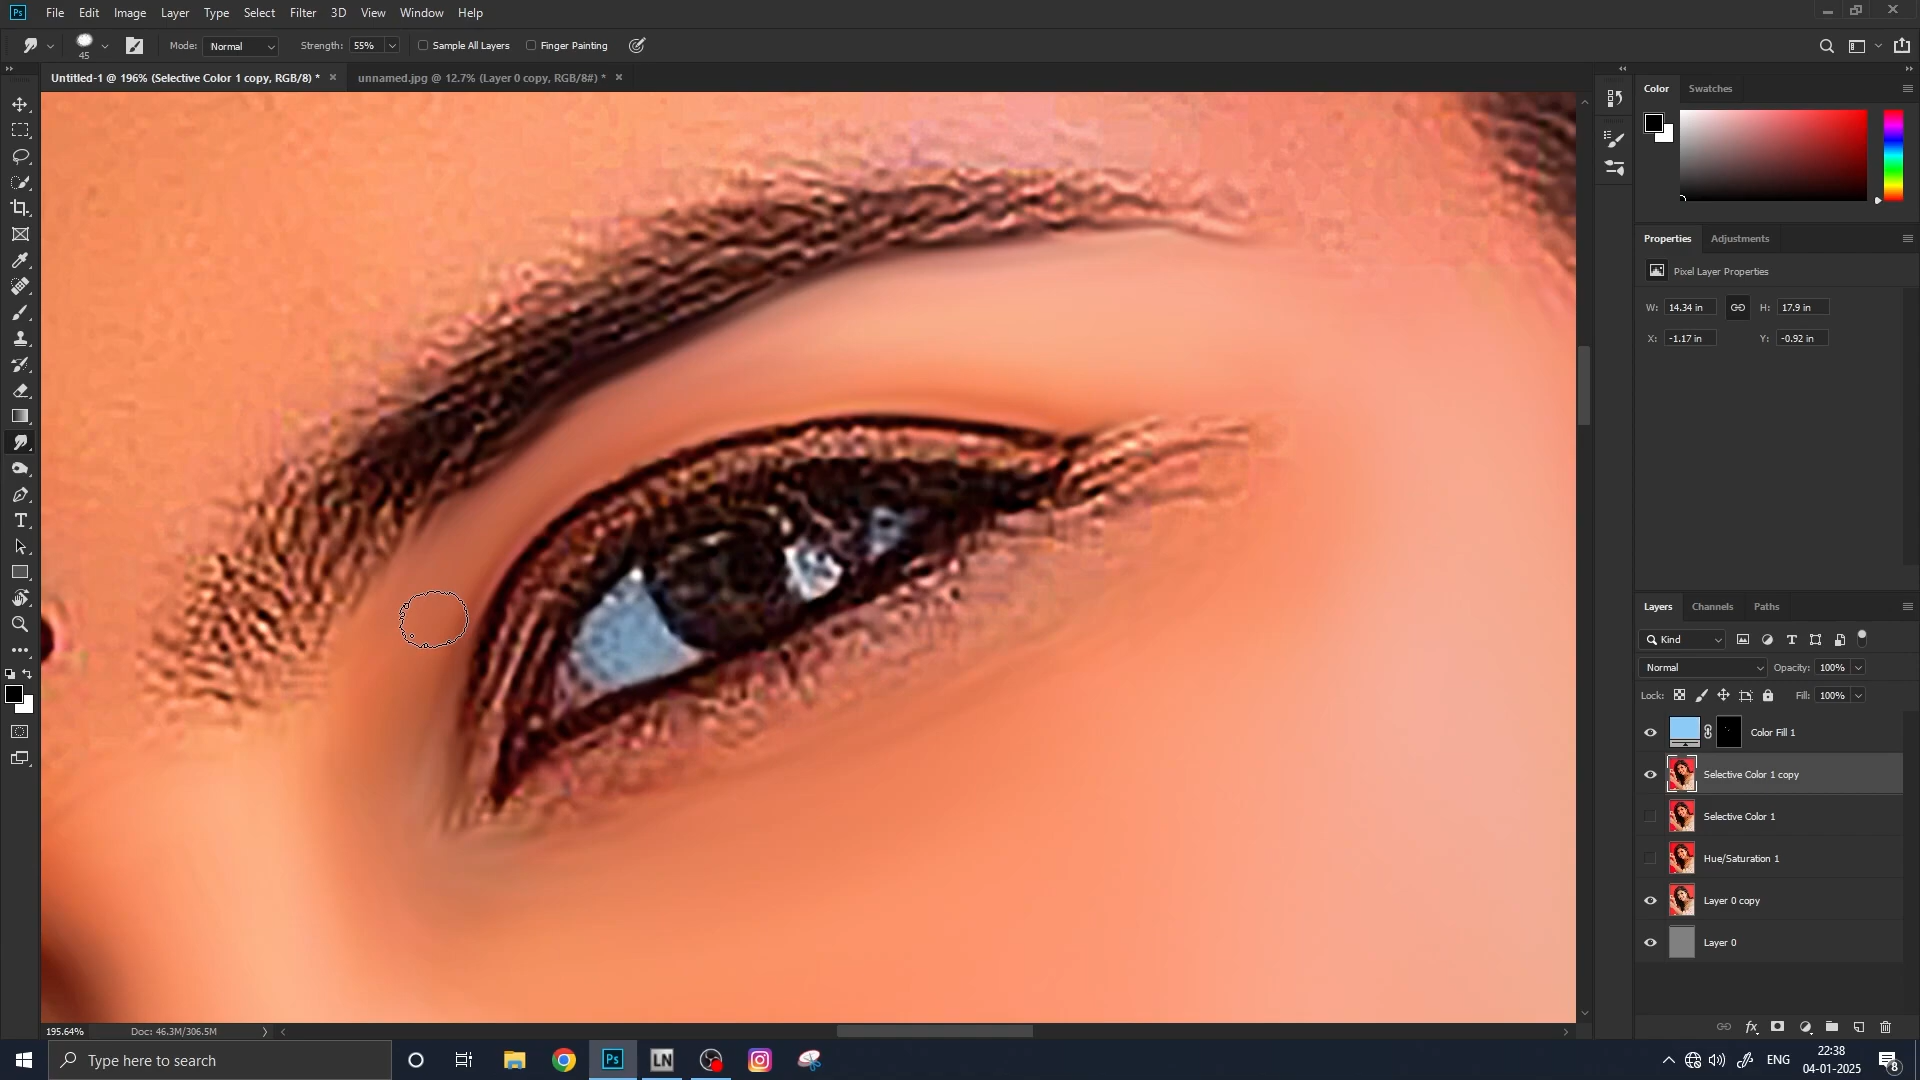 Ps File Edit Image Layer Type Select Filter 3D View Window Help
45 Mode: Normal Strength: 55% Sample All Layers Finger Painting
Untitled-1 @ 196% (Selective Color 1 copy, RGB/8) * × unnamed.jpg @ 12.7% (Layer 0 copy, RGB/8#) * ×
Color Swatches
Properties Adjustments
Pixel Layer Properties
W: 14.34 in H: 17.9 in
X: -1.17 in Y: -0.92 in
Layers Channels Paths
Kind
Normal Opacity: 100%
Lock: Fill: 100%
Color Fill 1
Selective Color 1 copy
Selective Color 1
Hue/Saturation 1
Layer 0 copy
Layer 0
195.64% Doc: 46.3M/306.5M
Type here to search Ps LN ENG 22:38
04-01-2025 8